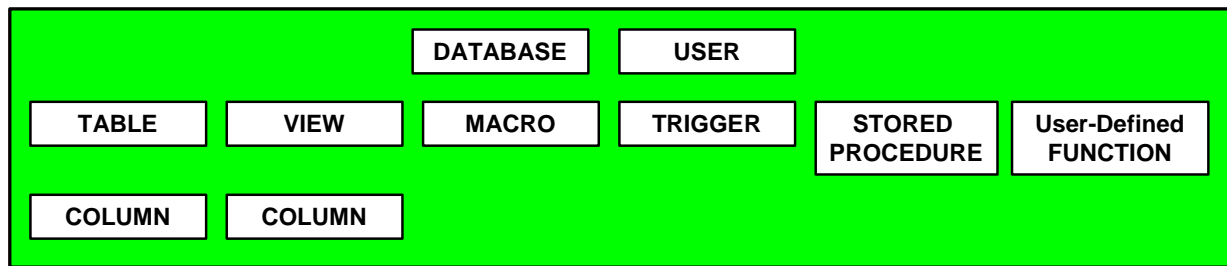 DATABASE USER
TABLE VIEW MACRO TRIGGER STORED PROCEDURE User-Defined FUNCTION
COLUMN COLUMN